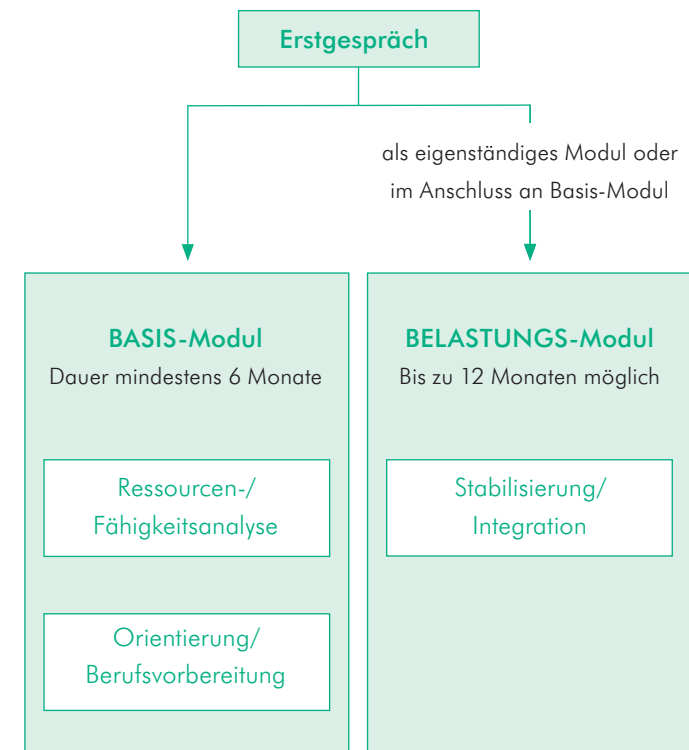 Erstgespräch
als eigenständiges Modul oder
im Anschluss an Basis-Modul
BASIS-Modul
Dauer mindestens 6 Monate
Ressourcen-/
Fähigkeitsanalyse
Orientierung/
Berufsvorbereitung
BELASTUNGS-Modul
Bis zu 12 Monaten möglich
Stabilisierung/
Integration